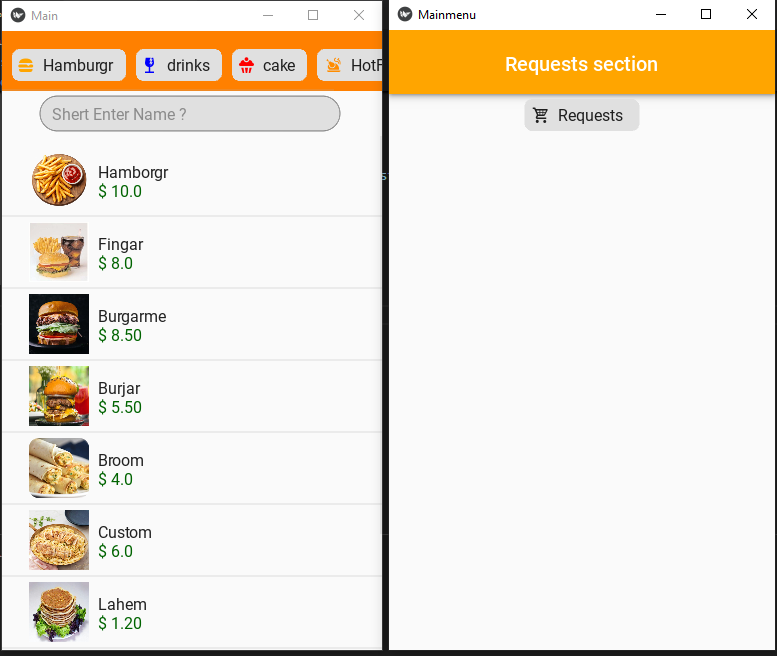 Main
Hamburgr drinks cake HotF
Shert Enter Name ?
Hamborgr
$ 10.0
Fingar
$ 8.0
Burgarme
$ 8.50
Burjar
$ 5.50
Broom
$ 4.0
Custom
$ 6.0
Lahem
$ 1.20
Mainmenu
Requests section
Requests